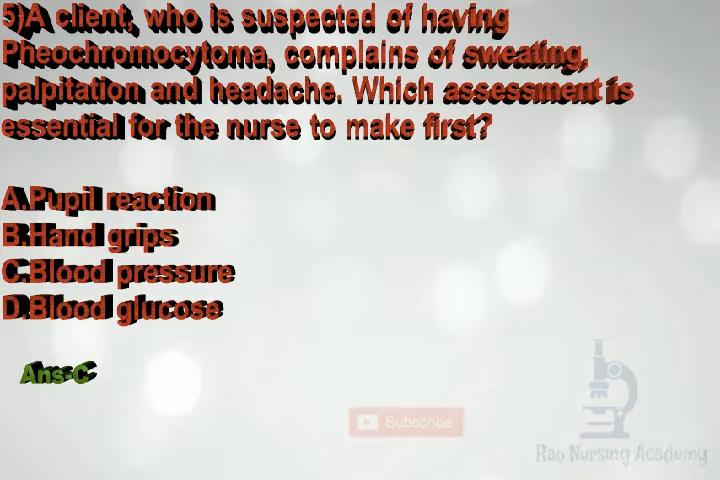 5)A client, who is suspected of having
Pheochromocytoma, complains of sweating,
palpitation and headache. Which assessment is
essential for the nurse to make first?
A.Pupil reaction
B.Hand grips
C.Blood pressure
D.Blood glucose
Ans-C
Subscribe
Rao Nursing Academy